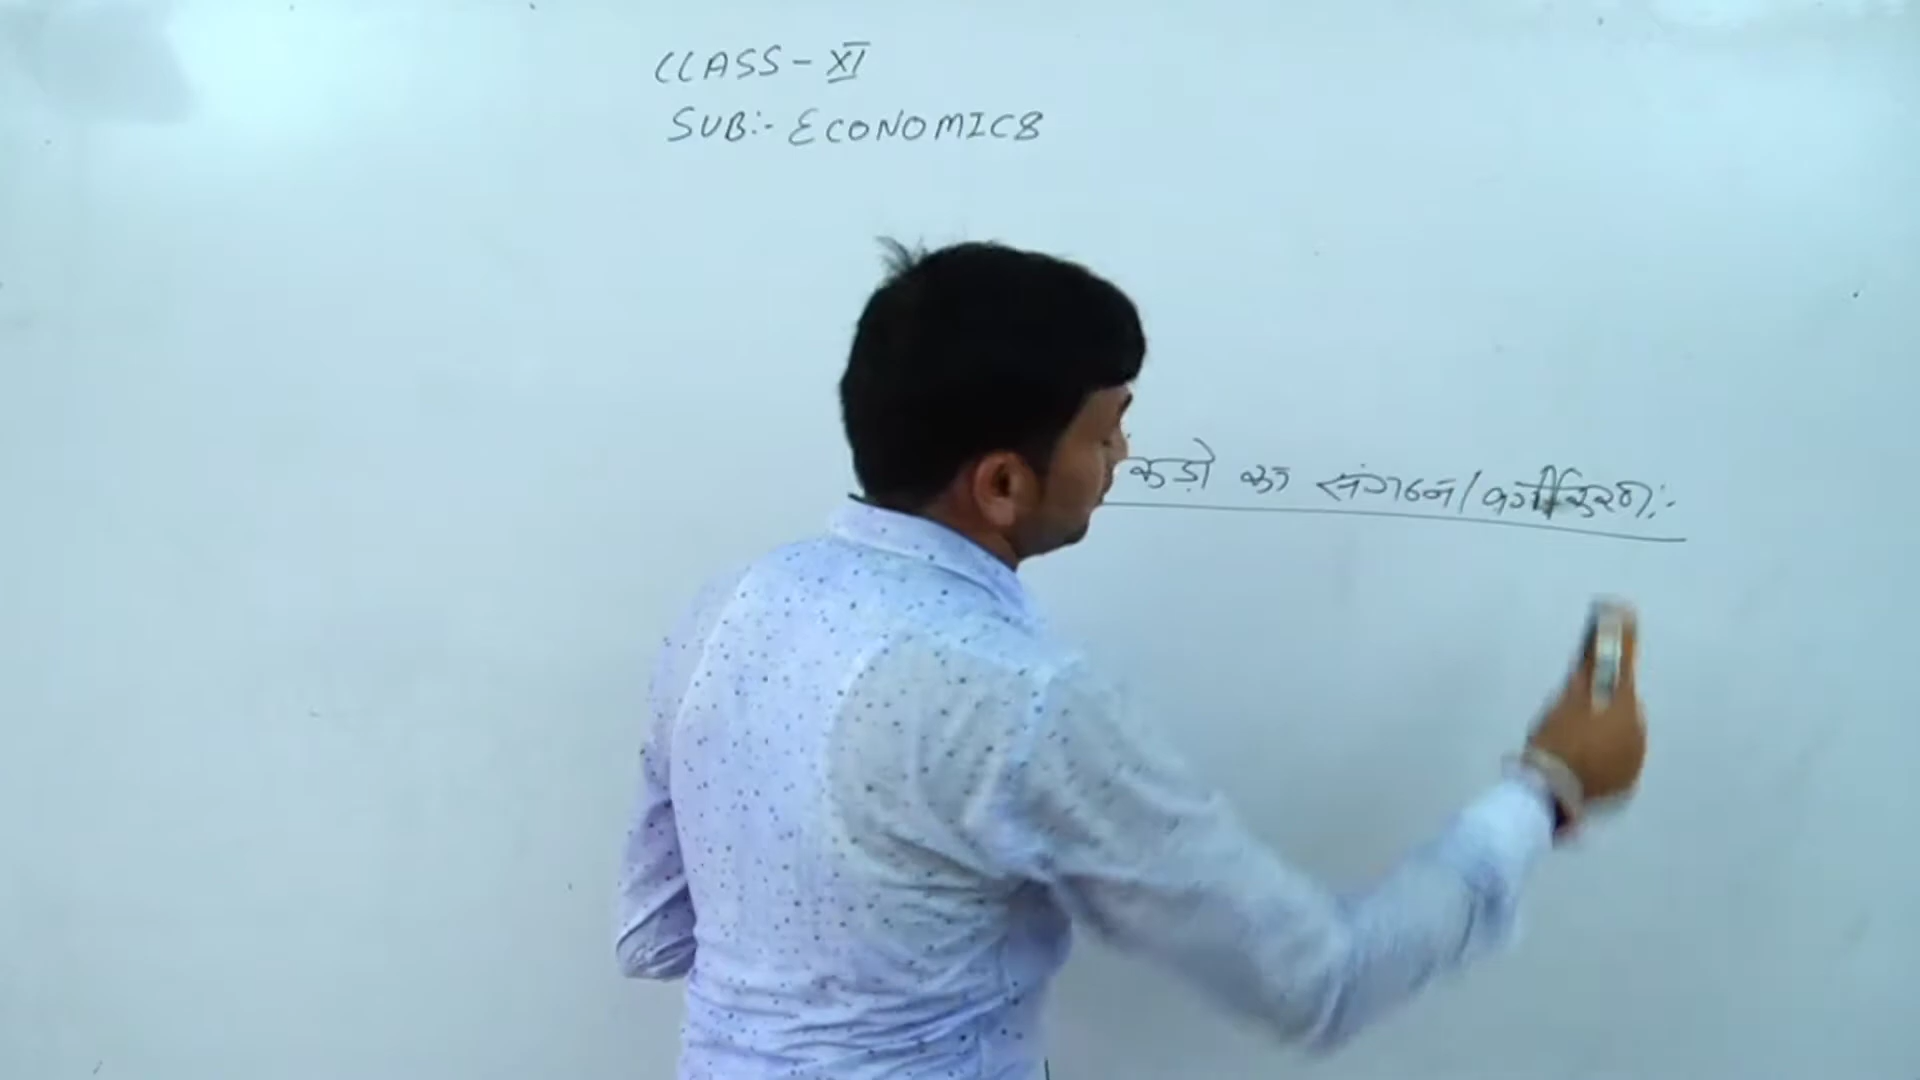 CLASS - XI
SUB:- ECONOMICS
ंकड़ो का संगठन/वर्गीकरण:-